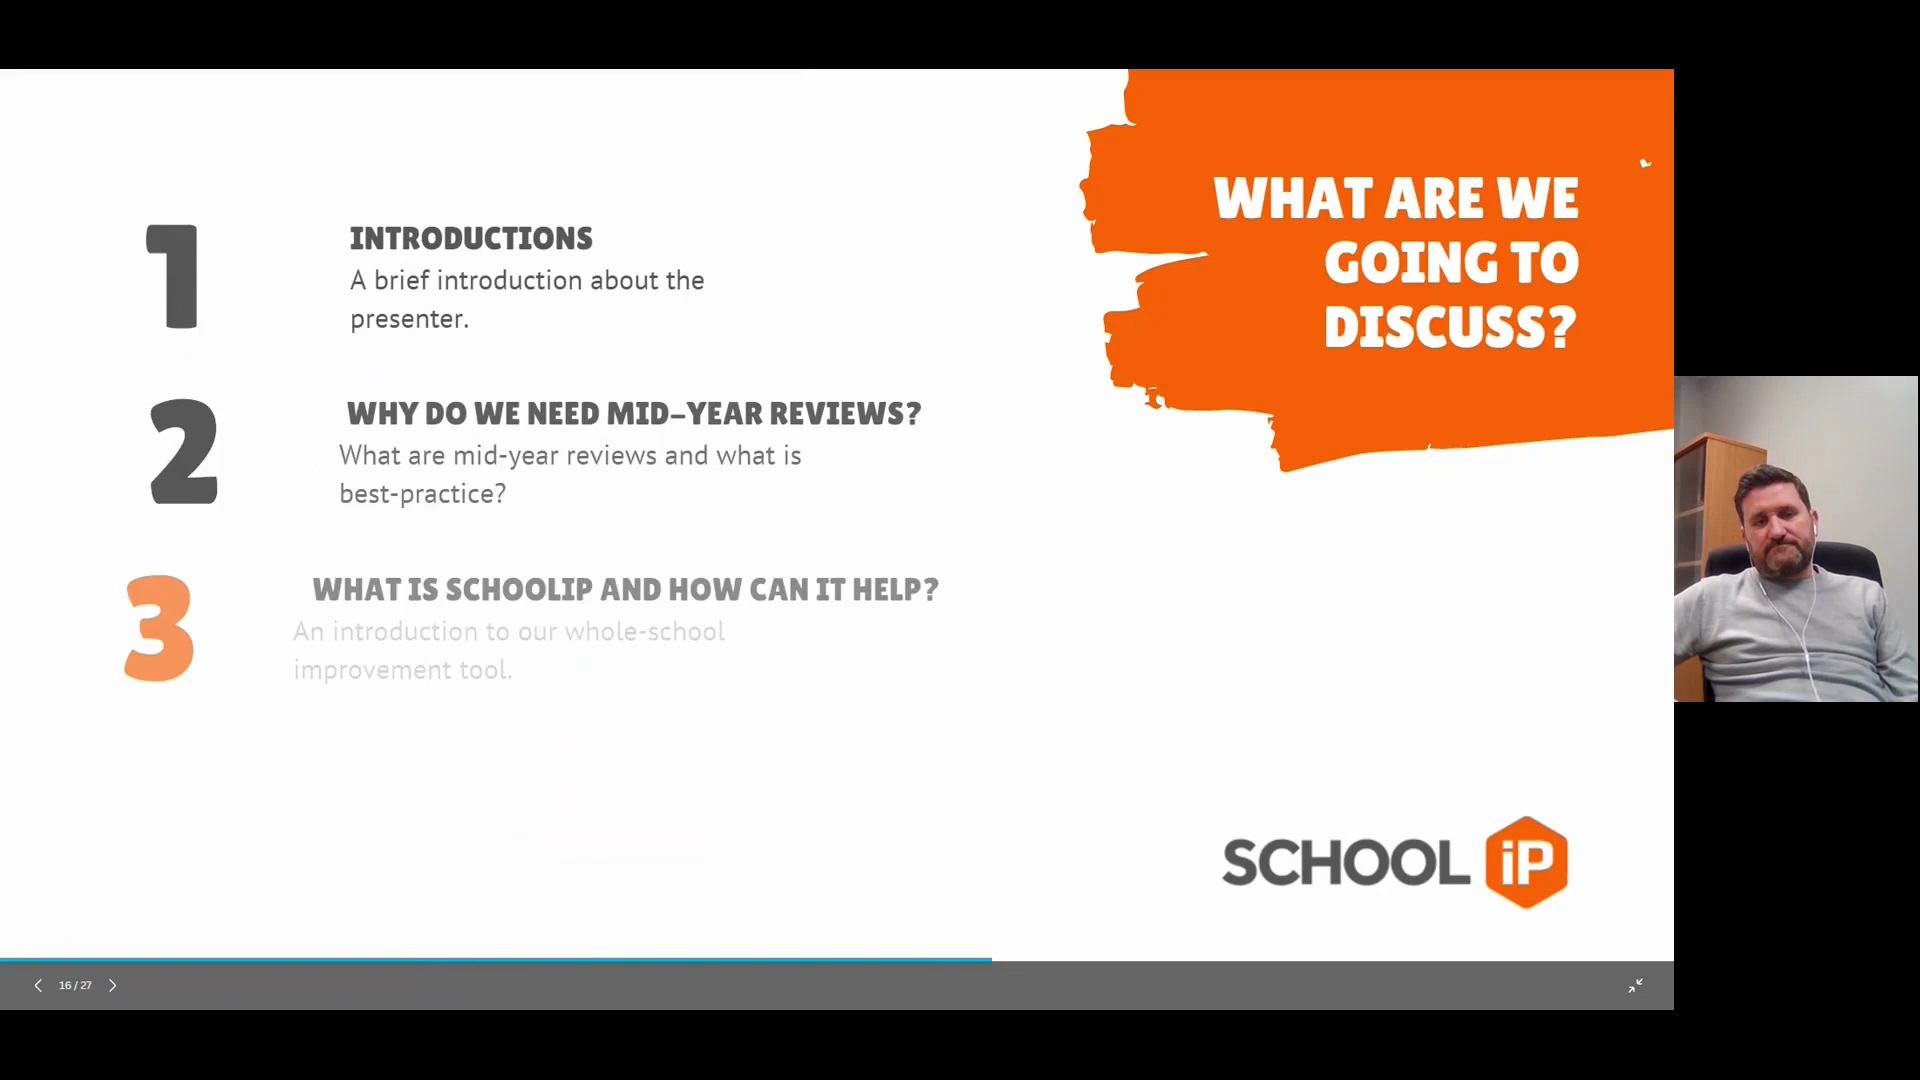 WHAT ARE WE
GOING TO
DISCUSS?
1
INTRODUCTIONS
A brief introduction about the
presenter.
2
WHY DO WE NEED MID-YEAR REVIEWS?
What are mid-year reviews and what is
best-practice?
3
WHAT IS SCHOOLIP AND HOW CAN IT HELP?
An introduction to our whole-school
improvement tool.
SCHOOL iP
16 / 27